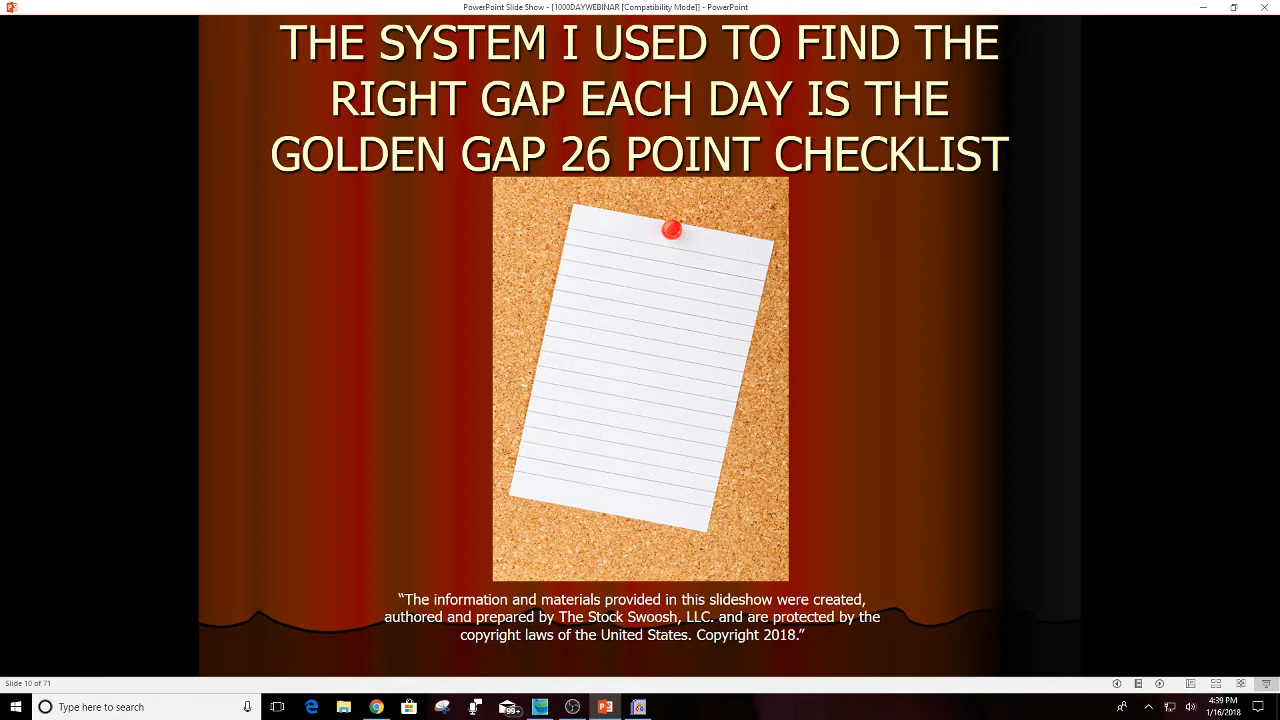 PowerPoint Slide Show - [1000DAYWEBINAR [Compatibility Mode]] - PowerPoint
THE SYSTEM I USED TO FIND THE
RIGHT GAP EACH DAY IS THE
GOLDEN GAP 26 POINT CHECKLIST
“The information and materials provided in this slideshow were created,
authored and prepared by The Stock Swoosh, LLC. and are protected by the
copyright laws of the United States. Copyright 2018.”
Slide 10 of 71
Type here to search
99+
4:39 PM
1/16/2018